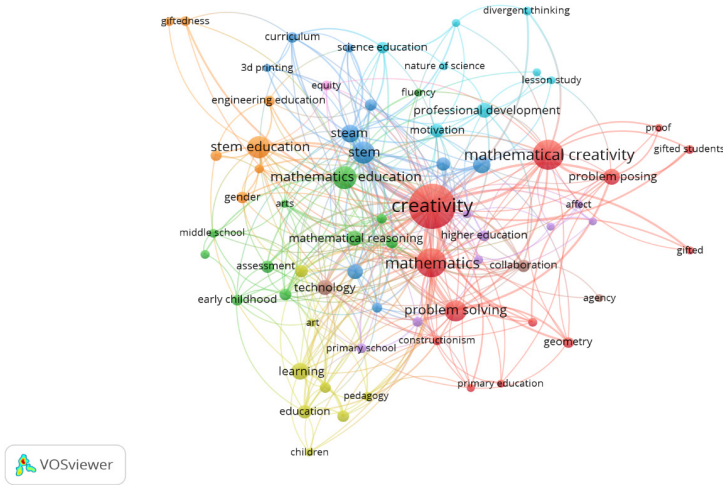 divergent thinking
giftedness
curriculum
science education
nature of science
3d printing
lesson study
equity
fluency
engineering education
professional development
proof
motivation
steam
stem education
gifted students
stem
mathematical creativity
mathematics education
problem posing
gender
arts
creativity
affect
middle school
mathematical reasoning
higher education
gifted
assessment
mathematics
collaboration
technology
early childhood
agency
problem solving
art
constructionism
geometry
primary school
learning
primary education
pedagogy
education
children
VOSviewer